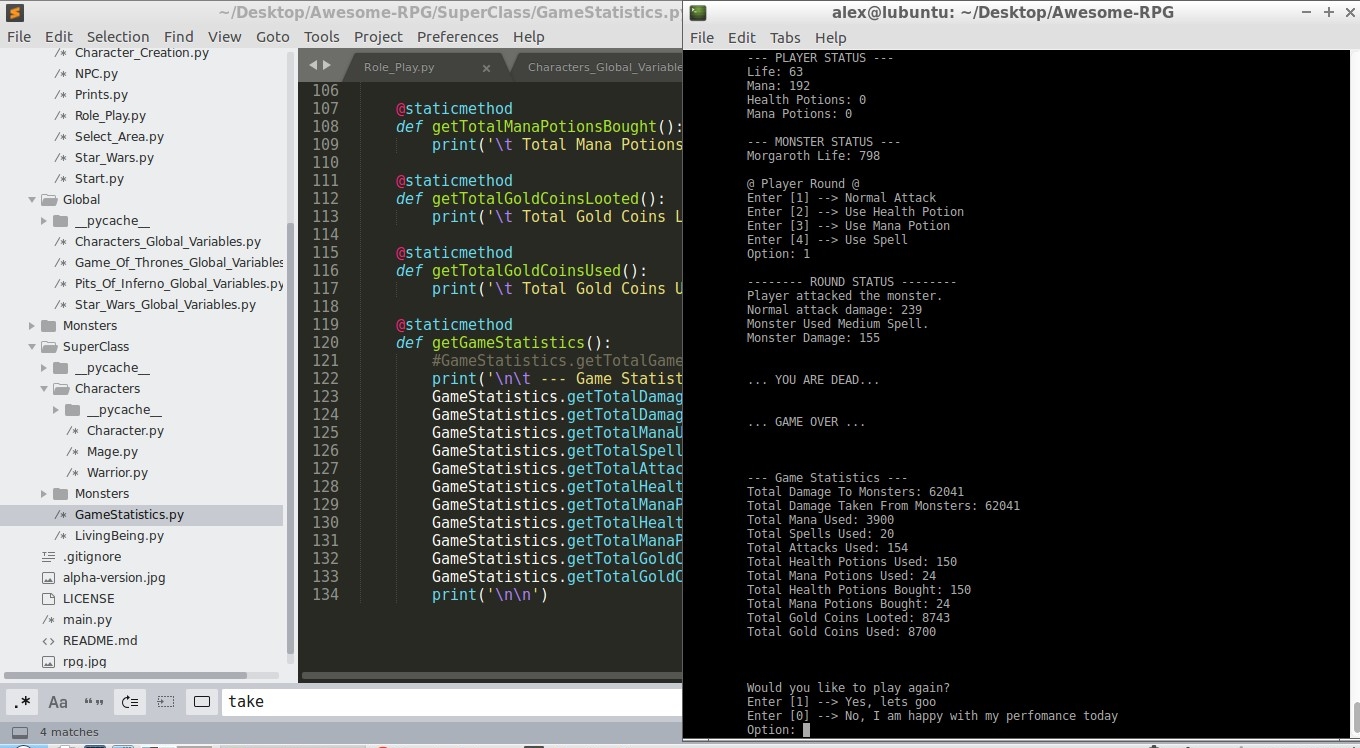 ~/Desktop/Awesome-RPG/SuperClass/GameStatistics.p
File Edit Selection Find View Goto Tools Project Preferences Help
Character_Creation.py
NPC.py
Prints.py
Role_Play.py
Select_Area.py
Star_Wars.py
Start.py
Global
__pycache__
Characters_Global_Variables.py
Game_Of_Thrones_Global_Variables
Pits_Of_Inferno_Global_Variables.py
Star_Wars_Global_Variables.py
Monsters
SuperClass
__pycache__
Characters
__pycache__
Character.py
Mage.py
Warrior.py
Monsters
GameStatistics.py
LivingBeing.py
.gitignore
alpha-version.jpg
LICENSE
main.py
README.md
rpg.jpg
Role_Play.py × Characters_Global_Variable
106
107 @staticmethod
108 def getTotalManaPotionsBought():
109 print('\t Total Mana Potions
110
111 @staticmethod
112 def getTotalGoldCoinsLooted():
113 print('\t Total Gold Coins L
114
115 @staticmethod
116 def getTotalGoldCoinsUsed():
117 print('\t Total Gold Coins U
118
119 @staticmethod
120 def getGameStatistics():
121 #GameStatistics.getTotalGame
122 print('\n\t --- Game Statist
123 GameStatistics.getTotalDamag
124 GameStatistics.getTotalDamag
125 GameStatistics.getTotalManaU
126 GameStatistics.getTotalSpell
127 GameStatistics.getTotalAttac
128 GameStatistics.getTotalHealt
129 GameStatistics.getTotalManaP
130 GameStatistics.getTotalHealt
131 GameStatistics.getTotalManaP
132 GameStatistics.getTotalGoldC
133 GameStatistics.getTotalGoldC
134 print('\n\n')
.* Aa “” take
4 matches
alex@lubuntu: ~/Desktop/Awesome-RPG
File Edit Tabs Help
--- PLAYER STATUS ---
Life: 63
Mana: 192
Health Potions: 0
Mana Potions: 0
--- MONSTER STATUS ---
Morgaroth Life: 798
@ Player Round @
Enter [1] --> Normal Attack
Enter [2] --> Use Health Potion
Enter [3] --> Use Mana Potion
Enter [4] --> Use Spell
Option: 1
-------- ROUND STATUS --------
Player attacked the monster.
Normal attack damage: 239
Monster Used Medium Spell.
Monster Damage: 155
... YOU ARE DEAD...
... GAME OVER ...
--- Game Statistics ---
Total Damage To Monsters: 62041
Total Damage Taken From Monsters: 62041
Total Mana Used: 3900
Total Spells Used: 20
Total Attacks Used: 154
Total Health Potions Used: 150
Total Mana Potions Used: 24
Total Health Potions Bought: 150
Total Mana Potions Bought: 24
Total Gold Coins Looted: 8743
Total Gold Coins Used: 8700
Would you like to play again?
Enter [1] --> Yes, lets goo
Enter [0] --> No, I am happy with my perfomance today
Option: